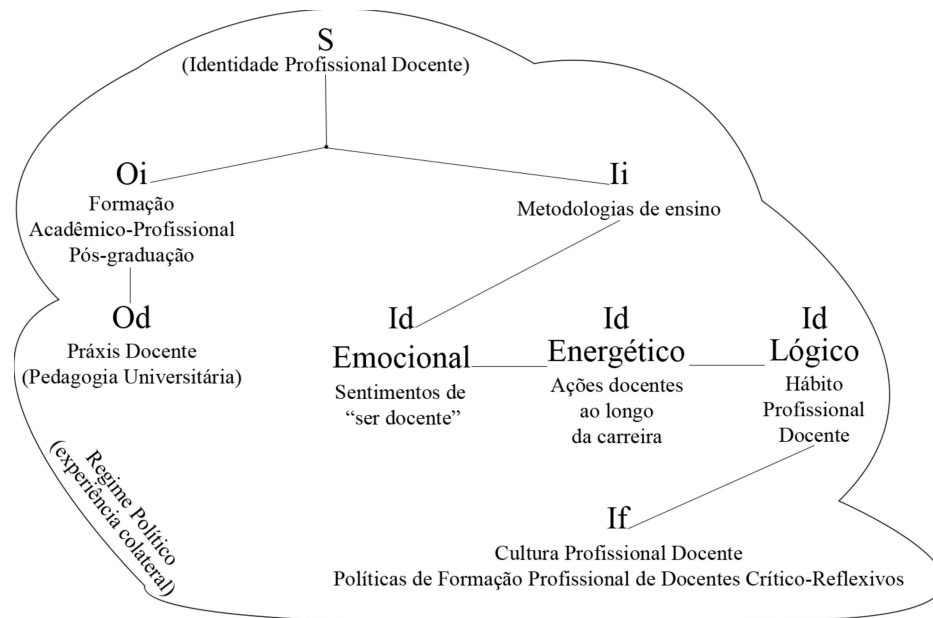 S
(Identidade Profissional Docente)
Oi
Formação
Acadêmico-Profissional
Pós-graduação
Ii
Metodologias de ensino
Od
Práxis Docente
(Pedagogia Universitária)
Id
Emocional
Sentimentos de
“ser docente”
Id
Energético
Ações docentes
ao longo
da carreira
Id
Lógico
Hábito
Profissional
Docente
Regime Político
(experiência colateral)
If
Cultura Profissional Docente
Políticas de Formação Profissional de Docentes Crítico-Reflexivos